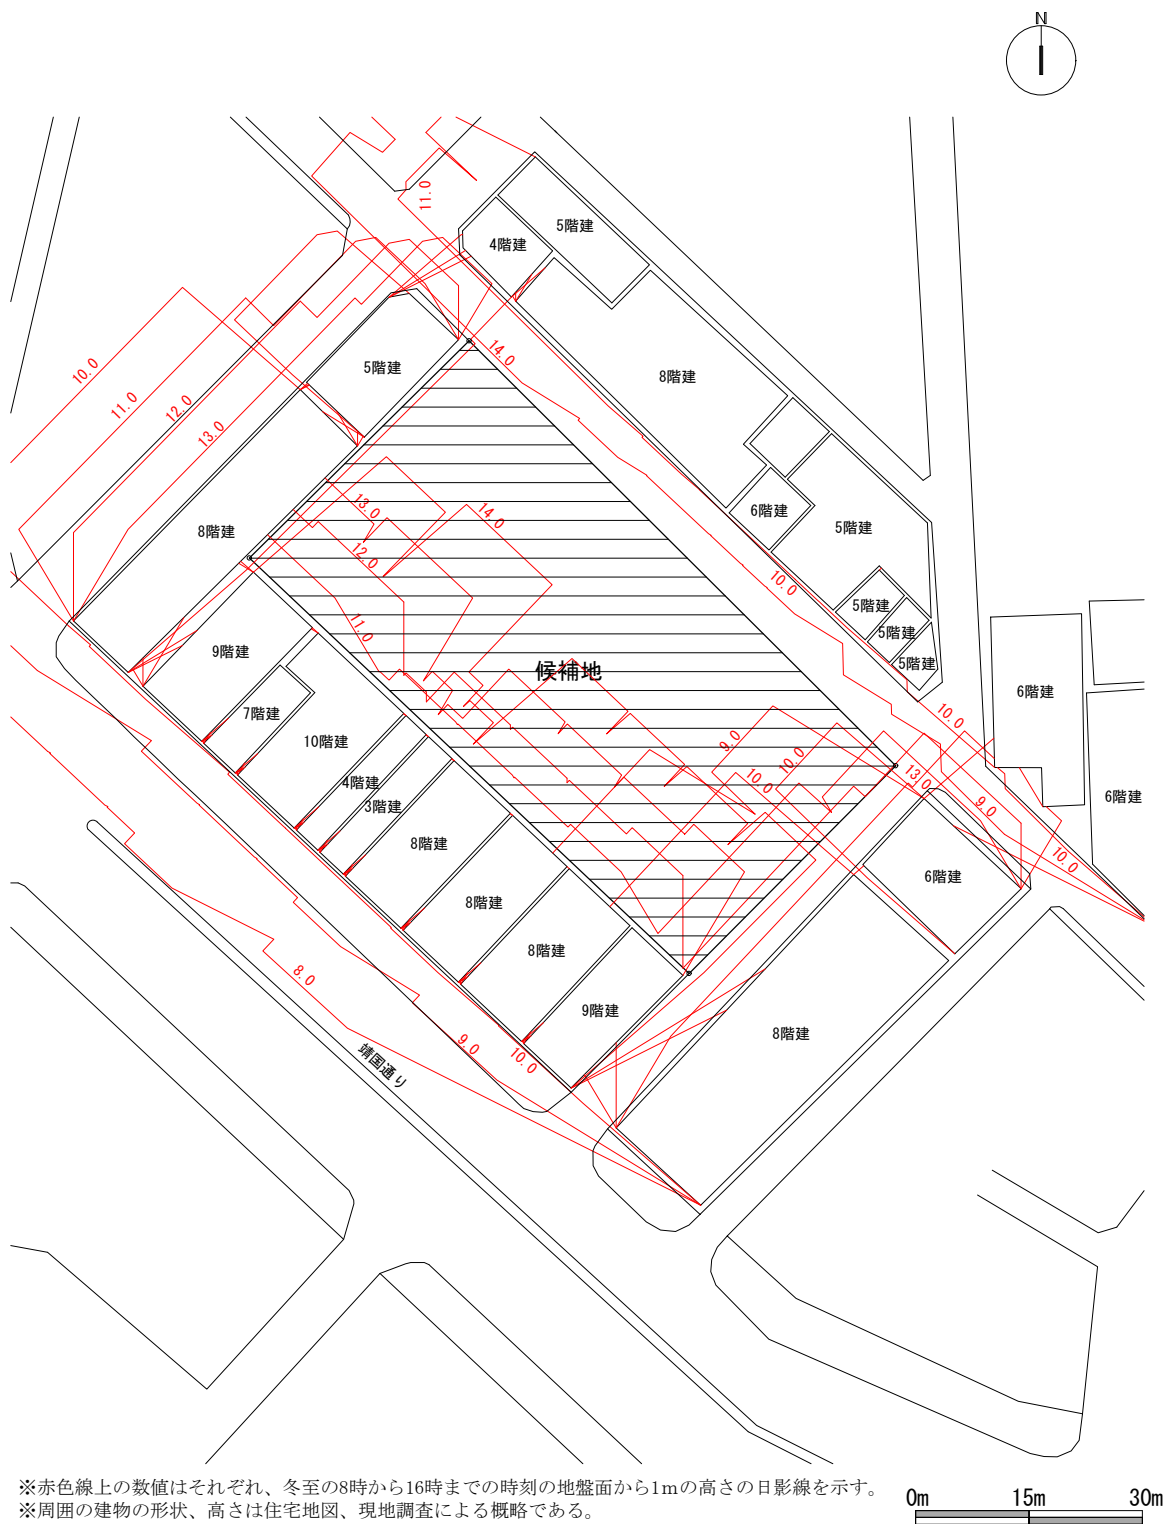 N
11.0
5階建
4階建
14.0
8階建
5階建
10.0
11.0
12.0
13.0
8階建
13.0
14.0
12.0
6階建
5階建
10.0
11.0
5階建
5階建
5階建
候補地
9階建
7階建
10階建
4階建
3階建
8階建
8階建
8階建
9階建
9.0
10.0
10.0
10.0
13.0
9.0
10.0
6階建
6階建
6階建
8階建
8.0
9.0
10.0
靖国通り
※赤色線上の数値はそれぞれ、冬至の8時から16時までの時刻の地盤面から1mの高さの日影線を示す。
※周囲の建物の形状、高さは住宅地図、現地調査による概略である。
0m 15m 30m